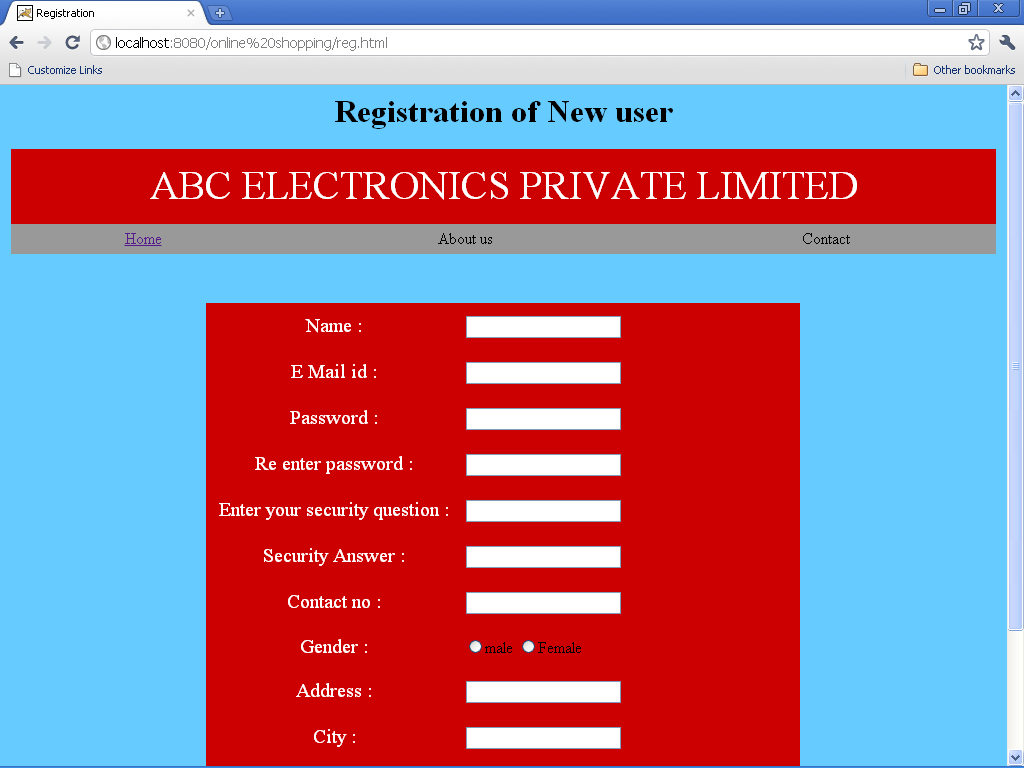 Registration
localhost:8080/online%20shopping/reg.html
Customize Links Other bookmarks
Registration of New user
ABC ELECTRONICS PRIVATE LIMITED
Home About us Contact
Name :
E Mail id :
Password :
Re enter password :
Enter your security question :
Security Answer :
Contact no :
Gender : male Female
Address :
City :